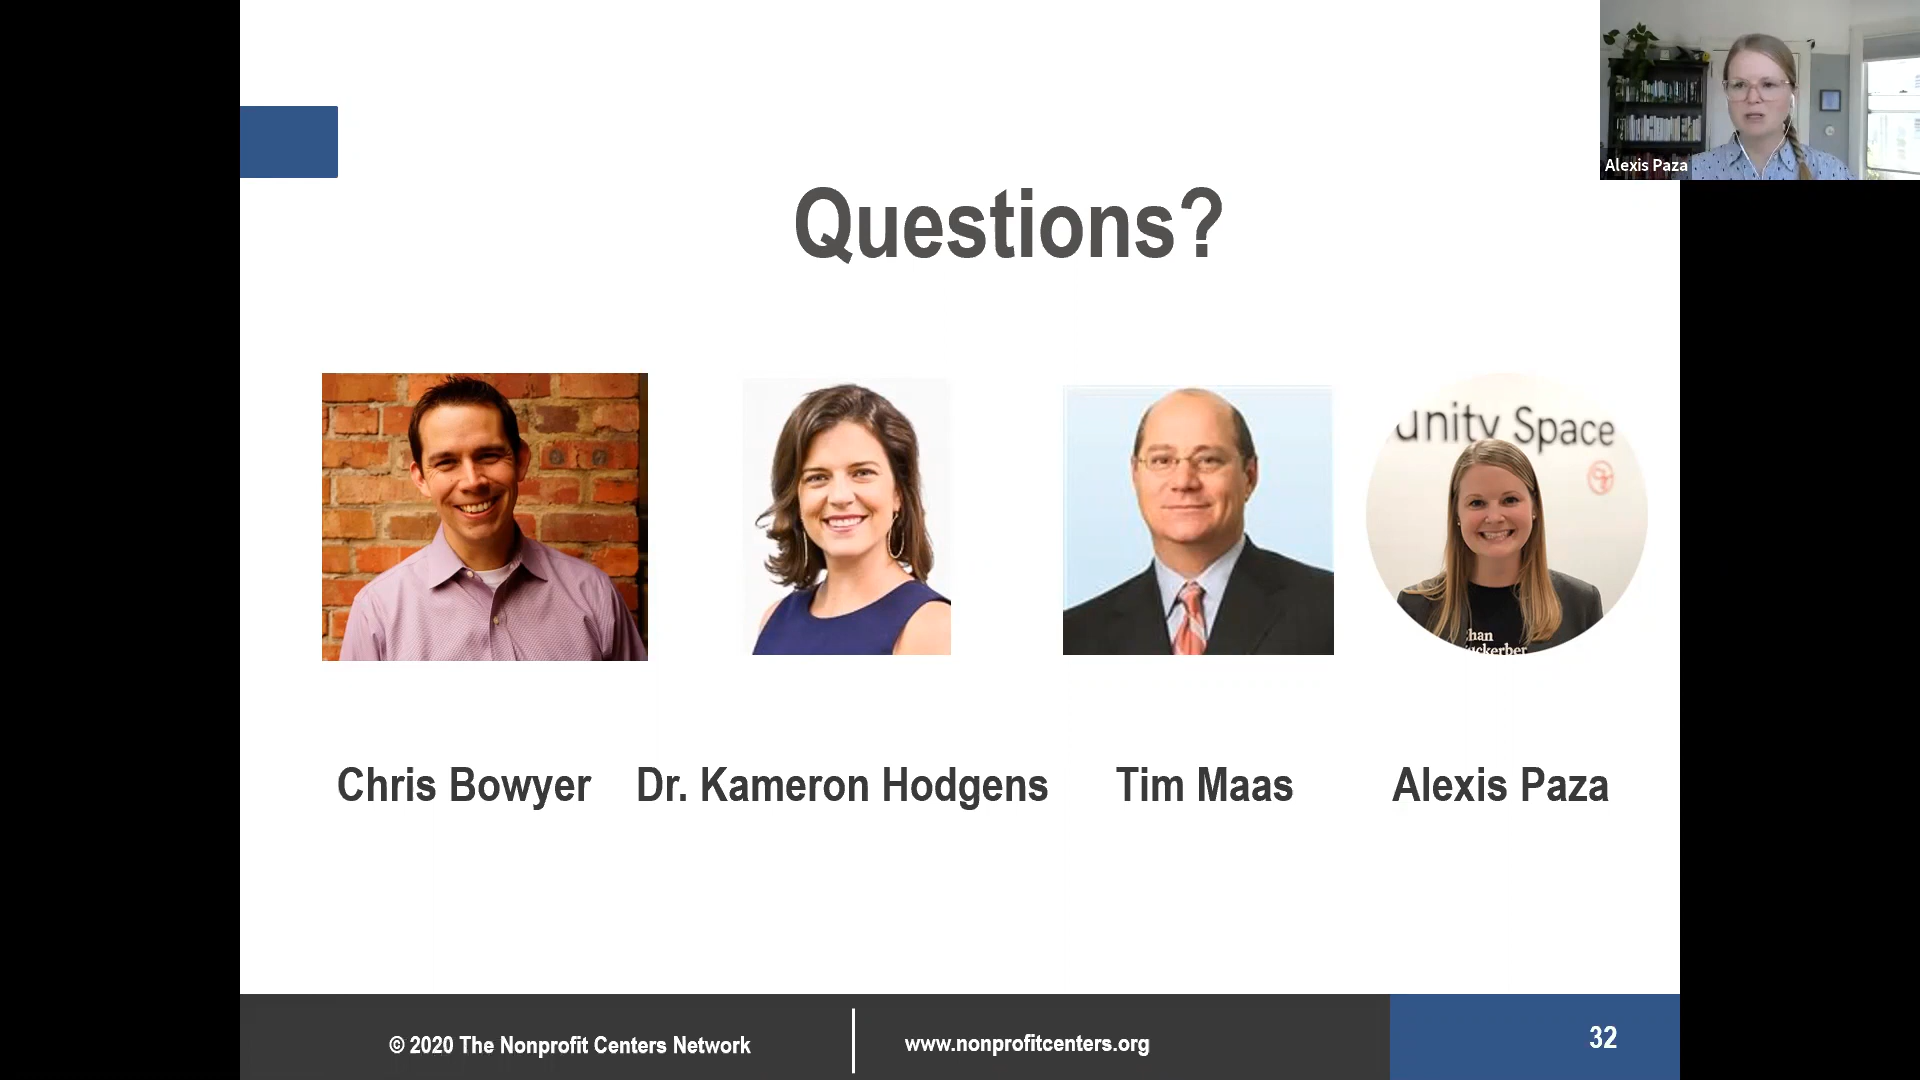 Alexis Paza
Questions?
unity Space
Chris Bowyer
Dr. Kameron Hodgens
Tim Maas
Alexis Paza
© 2020 The Nonprofit Centers Network
www.nonprofitcenters.org
32